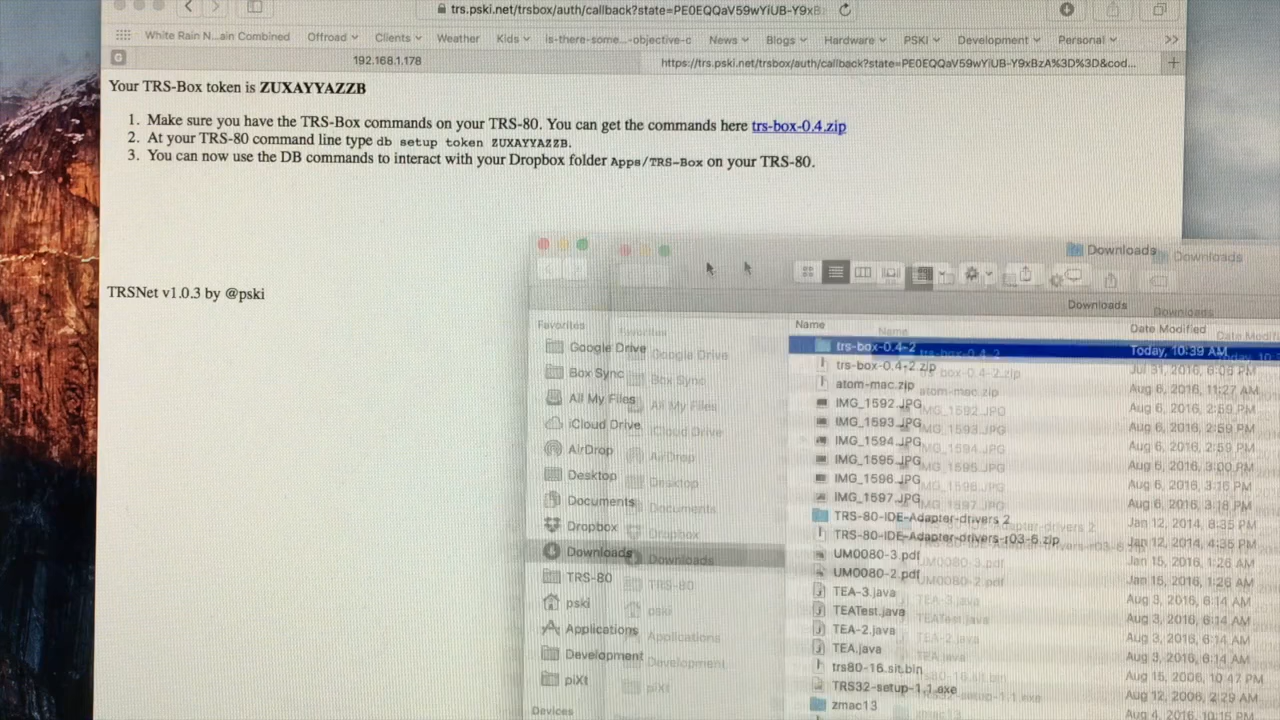 trs.pski.net/trsbox/auth/callback?state=PE0EQQaV59wYiUB-Y9xB
White Rain N...ain Combined Offroad Clients Weather Kids is-there-some...-objective-c News Blogs Hardware PSKI Development Personal >>
192.168.1.178 https://trs.pski.net/trsbox/auth/callback?state=PE0EQQaV59wYiUB-Y9xBzA%3D%3D&cod...
Your TRS-Box token is ZUXAYYAZZB
1. Make sure you have the TRS-Box commands on your TRS-80. You can get the commands here trs-box-0.4.zip
2. At your TRS-80 command line type db setup token ZUXAYYAZZB.
3. You can now use the DB commands to interact with your Dropbox folder Apps/TRS-Box on your TRS-80.
TRSNet v1.0.3 by @pski
Downloads
Downloads
Favorites
Google Drive
Box Sync
All My Files
iCloud Drive
AirDrop
Desktop
Documents
Dropbox
Downloads
TRS-80
pski
Applications
Development
piXt
Devices
Name Date Modified
trs-box-0.4-2 Today, 10:39 AM
trs-box-0.4-2.zip Jul 31, 2016, 6:06 PM
atom-mac.zip Aug 6, 2016, 11:27 AM
IMG_1592.JPG Aug 6, 2016, 2:59 PM
IMG_1593.JPG Aug 6, 2016, 2:59 PM
IMG_1594.JPG Aug 6, 2016, 2:59 PM
IMG_1595.JPG Aug 6, 2016, 3:00 PM
IMG_1596.JPG Aug 6, 2016, 3:16 PM
IMG_1597.JPG Aug 6, 2016, 3:18 PM
TRS-80-IDE-Adapter-drivers 2 Jan 12, 2014, 8:35 PM
TRS-80-IDE-Adapter-drivers-r03-6.zip Jan 12, 2014, 4:35 PM
UM0080-3.pdf Jan 15, 2016, 1:26 AM
UM0080-2.pdf Jan 15, 2016, 1:26 AM
TEA-3.java Aug 3, 2016, 6:14 AM
TEATest.java Aug 3, 2016, 6:14 AM
TEA-2.java Aug 3, 2016, 6:14 AM
TEA.java Aug 3, 2016, 6:14 AM
trs80-16.sit.bin Aug 15, 2006, 10:47 PM
TRS32-setup-1.1.exe Aug 12, 2006, 2:29 AM
zmac13 Aug 4, 2016, 10:15 PM